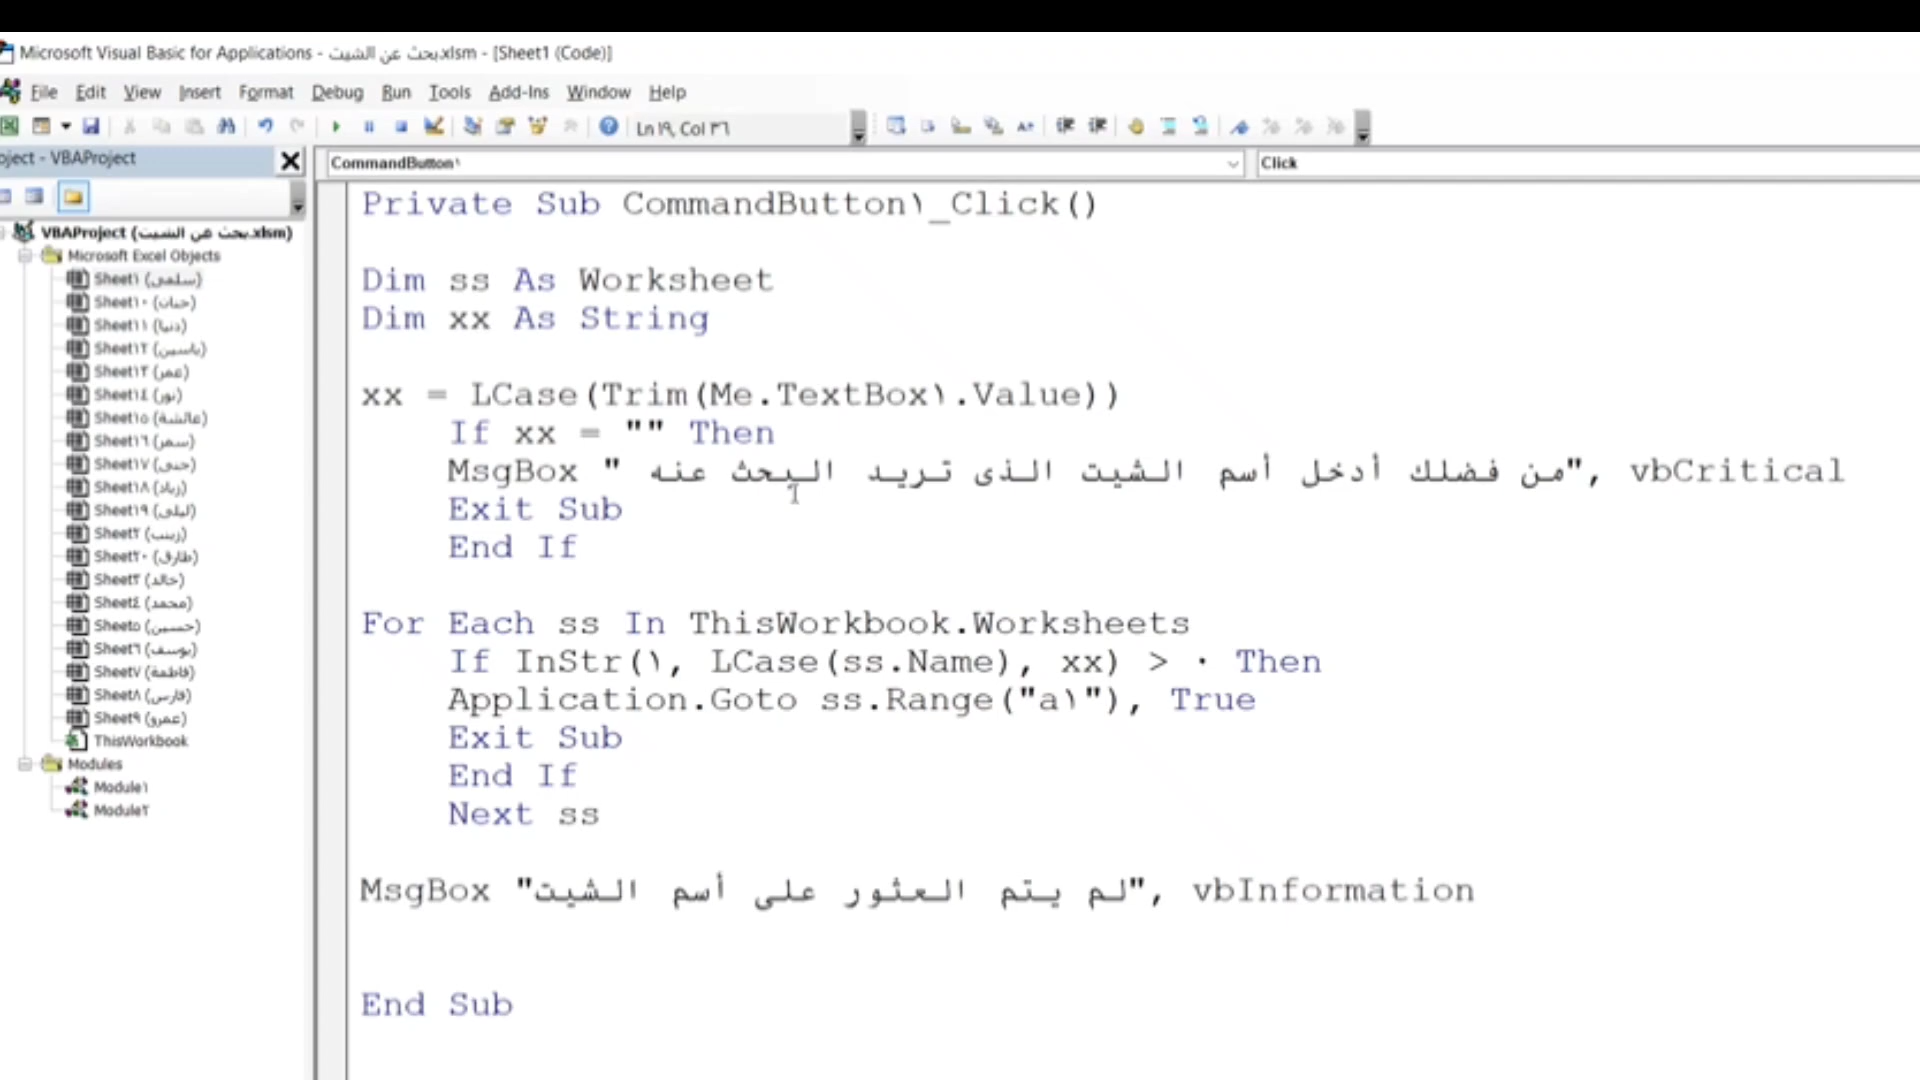 Microsoft Visual Basic for Applications - بحث عن الشيت.xlsm - [Sheet1 (Code)]
File Edit View Insert Format Debug Run Tools Add-Ins Window Help
Ln ١٩, Col ٣٦
oject - VBAProject
CommandButton١
Click
VBAProject (بحث عن الشيت.xlsm)
Microsoft Excel Objects
Sheet١ (سلمى)
Sheet١٠ (حياة)
Sheet١١ (دنيا)
Sheet١٢ (ياسين)
Sheet١٣ (عمر)
Sheet١٤ (نور)
Sheet١٥ (عائشة)
Sheet١٦ (سمر)
Sheet١٧ (حنى)
Sheet١٨ (زياد)
Sheet١٩ (ليلى)
Sheet٢ (زينب)
Sheet٢٠ (طارق)
Sheet٣ (خالد)
Sheet٤ (محمد)
Sheet٥ (حسين)
Sheet٦ (يوسف)
Sheet٧ (فاطمة)
Sheet٨ (فارس)
Sheet٩ (عمرو)
ThisWorkbook
Modules
Module١
Module٢
Private Sub CommandButton١_Click()
Dim ss As Worksheet
Dim xx As String
xx = LCase(Trim(Me.TextBox١.Value))
If xx = "" Then
MsgBox "من فضلك أدخل أسم الشيت الذى تريد البحث عنه ", vbCritical
Exit Sub
End If
For Each ss In ThisWorkbook.Worksheets
If InStr(١, LCase(ss.Name), xx) > ٠ Then
Application.Goto ss.Range("a١"), True
Exit Sub
End If
Next ss
MsgBox "لم يتم العثور على أسم الشيت", vbInformation
End Sub